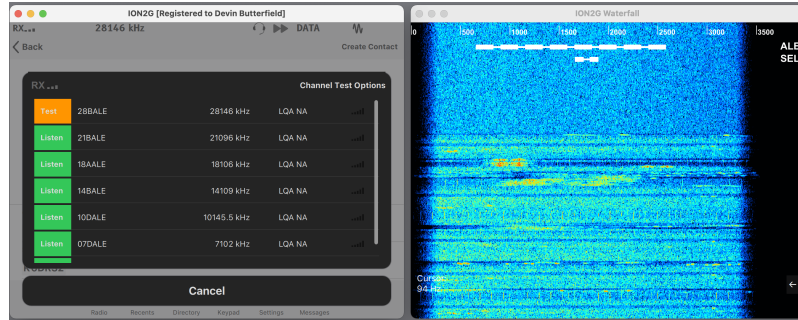 ION2G [Registered to Devin Butterfield]
RX
28146 kHz
DATA
Back
Create Contact
RX
Channel Test Options
Test 28BALE 28146 kHz LQA NA
Listen 21BALE 21096 kHz LQA NA
Listen 18AALE 18106 kHz LQA NA
Listen 14BALE 14109 kHz LQA NA
Listen 10DALE 10145.5 kHz LQA NA
Listen 07DALE 7102 kHz LQA NA
Cancel
Radio Recents Directory Keypad Settings Messages
ION2G Waterfall
0 500 1000 1500 2000 2500 3000 3500
ALE
SEL
Cursor
94 Hz